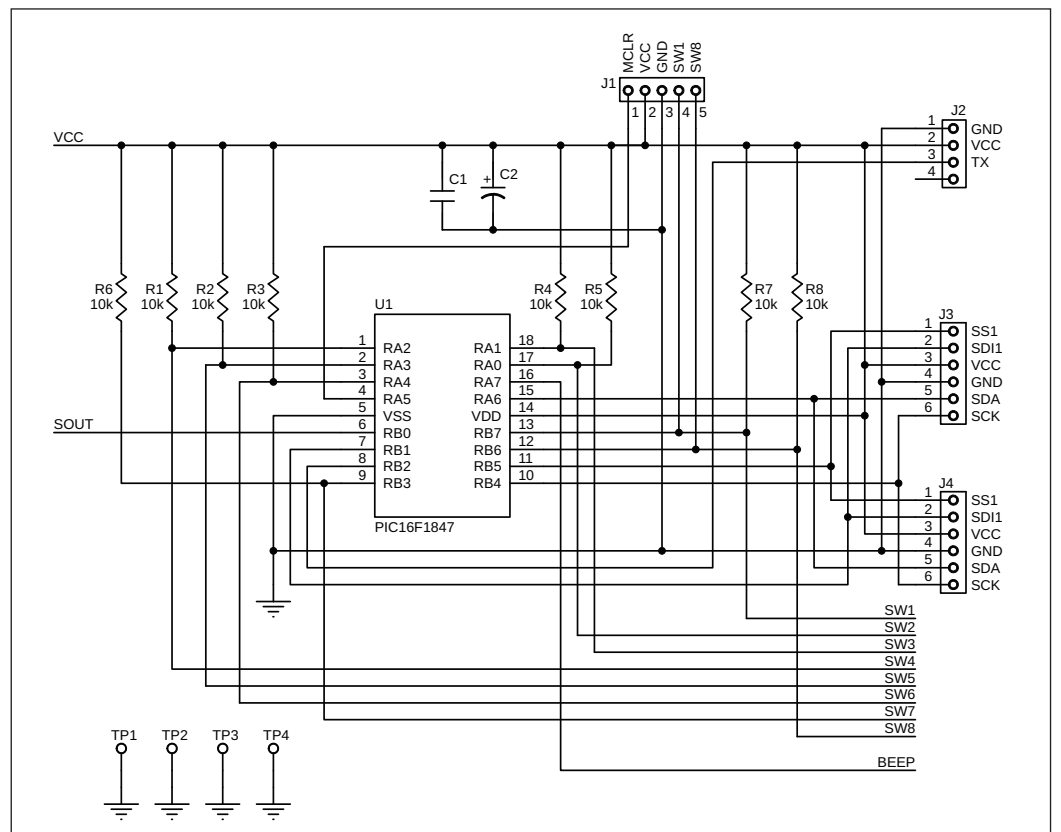 MCLR VCC GND SW1 SW8
J1
1 2 3 4 5
J2
1 GND
2 VCC
3 TX
4
VCC
C1
+ C2
R6 10k
R1 10k
R2 10k
R3 10k
R4 10k
R5 10k
R7 10k
R8 10k
U1
1 RA2 RA1 18
2 RA3 RA0 17
3 RA4 RA7 16
4 RA5 RA6 15
5 VSS VDD 14
6 RB0 RB7 13
7 RB1 RB6 12
8 RB2 RB5 11
9 RB3 RB4 10
PIC16F1847
SOUT
J3
1 SS1
2 SDI1
3 VCC
4 GND
5 SDA
6 SCK
J4
1 SS1
2 SDI1
3 VCC
4 GND
5 SDA
6 SCK
SW1
SW2
SW3
SW4
SW5
SW6
SW7
SW8
BEEP
TP1 TP2 TP3 TP4